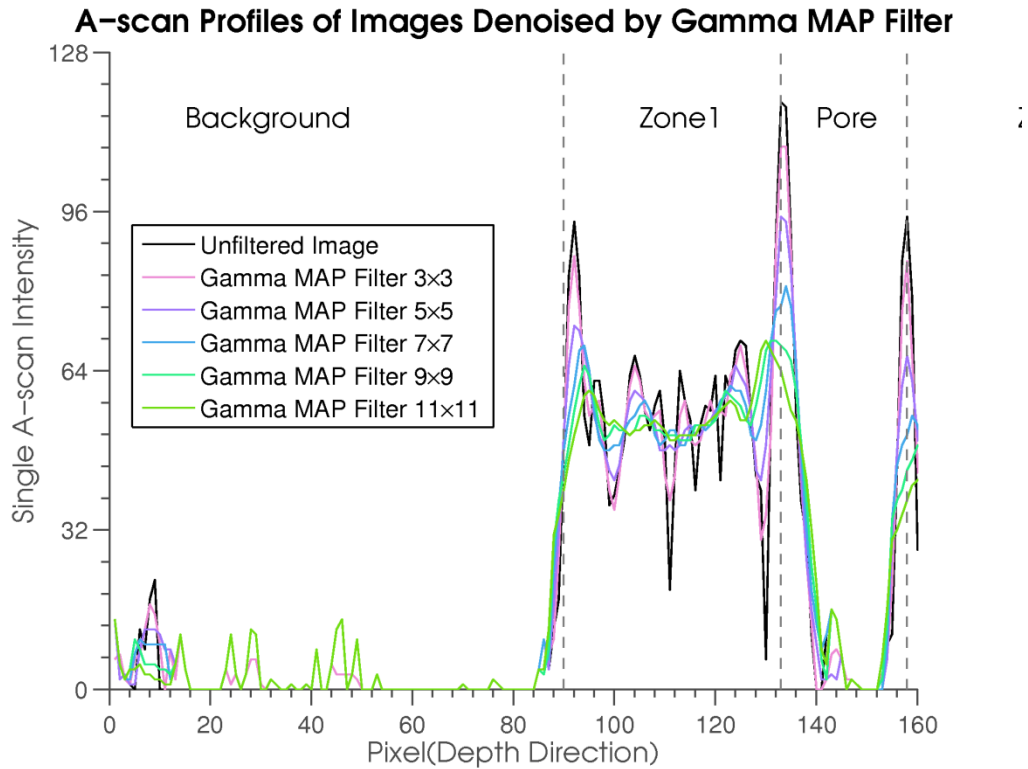 A-scan Profiles of Images Denoised by Gamma MAP Filter
128
96
64
32
0
Single A-scan Intensity
Background
Zone1
Pore
Z
Unfiltered Image
Gamma MAP Filter 3×3
Gamma MAP Filter 5×5
Gamma MAP Filter 7×7
Gamma MAP Filter 9×9
Gamma MAP Filter 11×11
0 20 40 60 80 100 120 140 160
Pixel(Depth Direction)